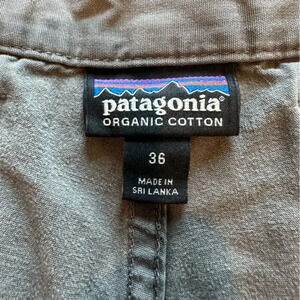 patagonia®
ORGANIC COTTON
36
MADE IN
SRI LANKA